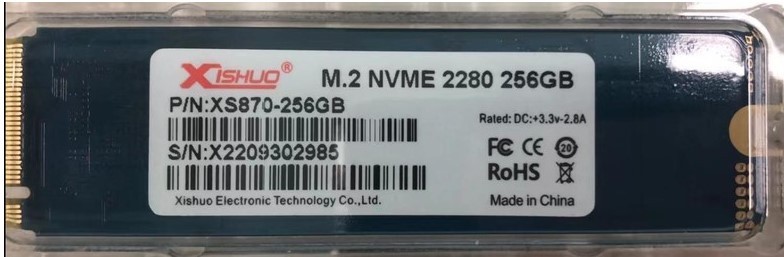 XISHUO®
M.2 NVME 2280 256GB
P/N:XS870-256GB
Rated: DC:+3.3v-2.8A
S/N:X2209302985
FC CE 20
RoHS
Xishuo Electronic Technology Co.,Ltd.
Made in China